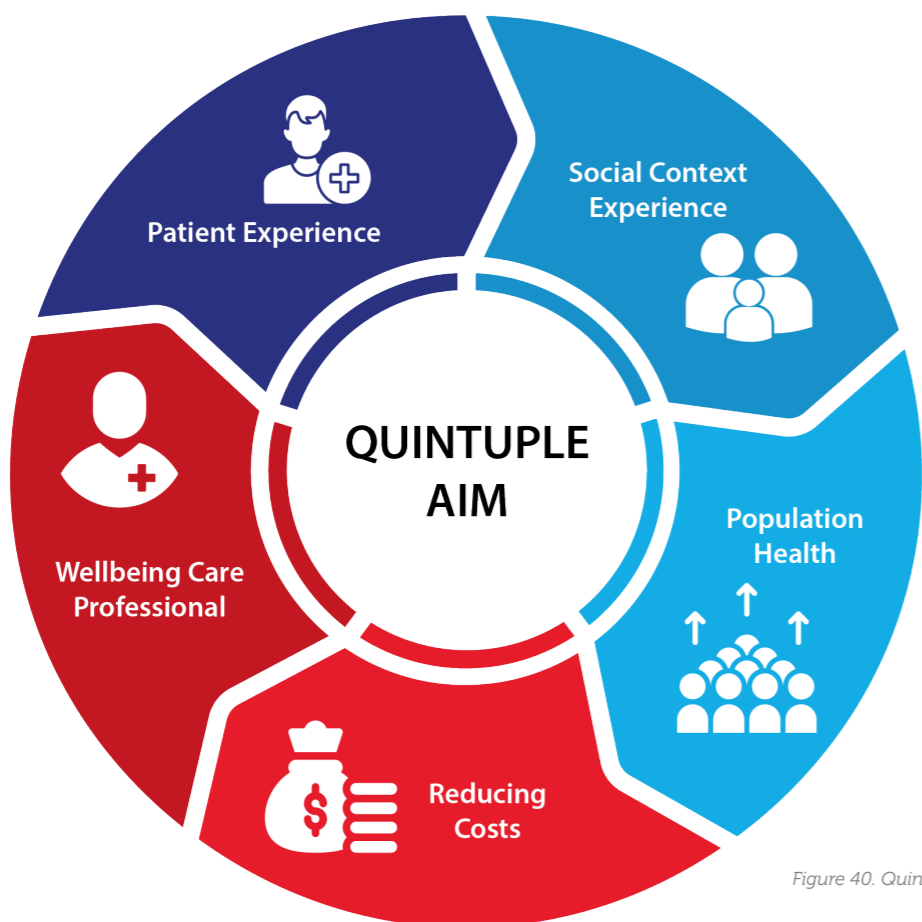 Patient Experience
Social Context
Experience
QUINTUPLE
AIM
Population
Health
Wellbeing Care
Professional
$
Reducing
Costs
Figure 40. Quin